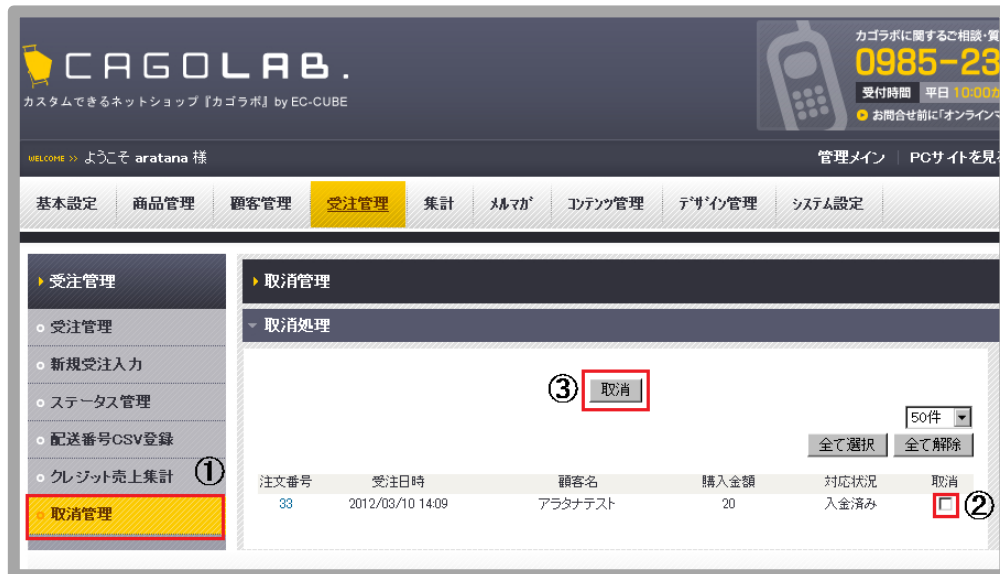 カゴラボに関するご相談・質
CAGOLAB.
0985-23
カスタムできるネットショップ『カゴラボ』by EC-CUBE
受付時間 平日 10:00か
お問合せ前に「オンラインマ
WELCOME >> ようこそ aratana 様
管理メイン | PCサイトを見る
基本設定 商品管理 顧客管理 受注管理 集計 ﾒﾙﾏｶﾞ ｺﾝﾃﾝﾂ管理 ﾃﾞｻﾞｲﾝ管理 ｼｽﾃﾑ設定
受注管理
取消管理
受注管理
取消処理
新規受注入力
ステータス管理
配送番号CSV登録
クレジット売上集計
①
取消管理
③ 取消
50件
全て選択 全て解除
注文番号 受注日時 顧客名 購入金額 対応状況 取消
33 2012/03/10 14:09 アラタナテスト 20 入金済み ②